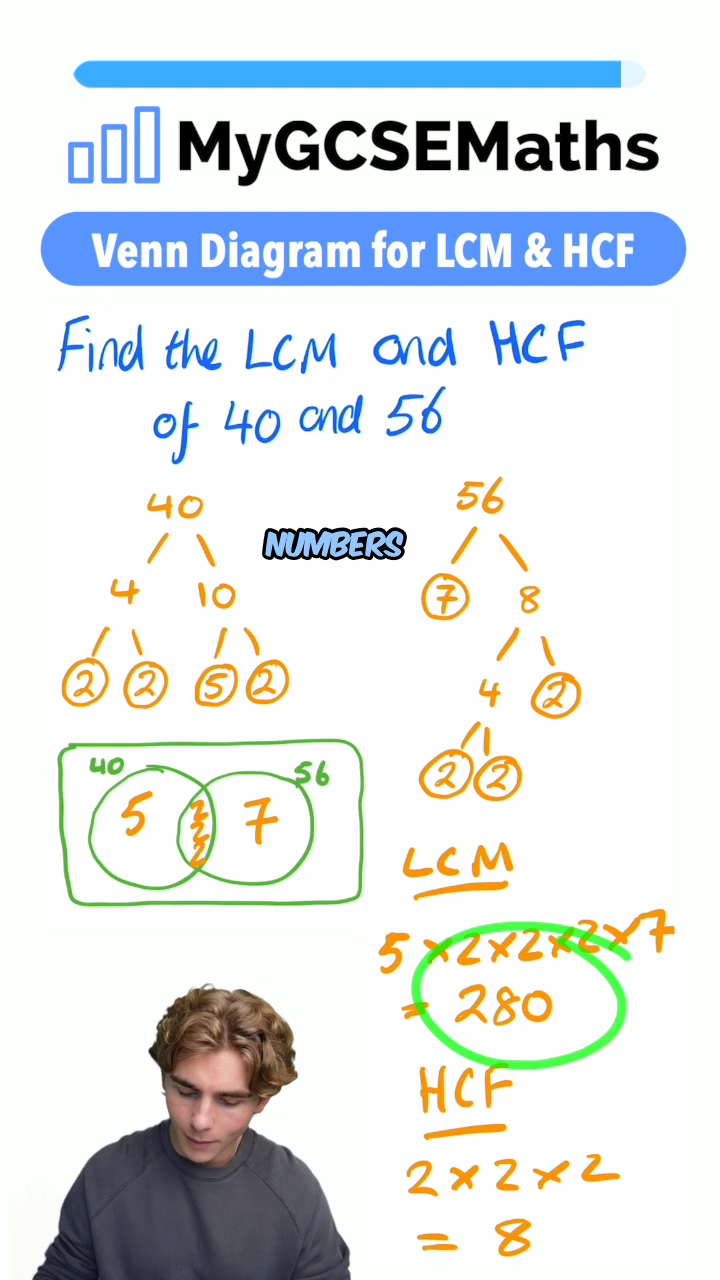 MyGCSEMaths
Venn Diagram for LCM & HCF
Find the LCM and HCF
of 40 and 56
40
4 10
2 2 5 2
NUMBERS
56
7 8
4 2
2 2
40 56
5 2 7
2
2
LCM
5 × 2 × 2 × 2 × 7
= 280
HCF
2 × 2 × 2
= 8